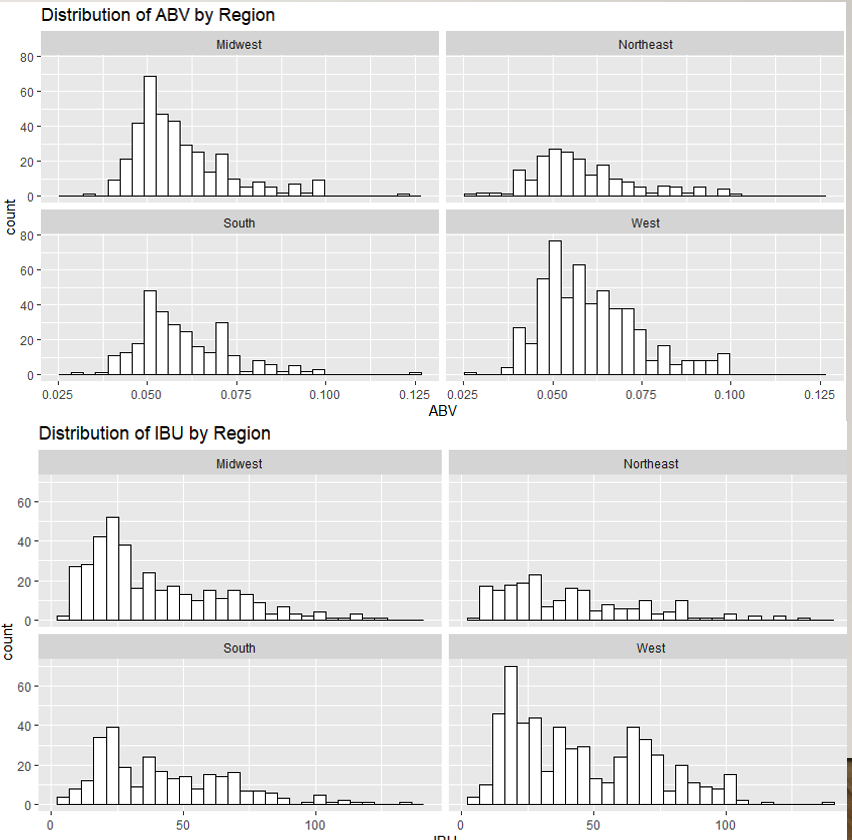 Distribution of ABV by Region
Midwest
Northeast
80
60
40
20
0
South
West
80
60
40
20
0
count
0.025 0.050 0.075 0.100 0.125 0.025 0.050 0.075 0.100 0.125
ABV
Distribution of IBU by Region
Midwest
Northeast
60
40
20
0
South
West
60
40
20
0
count
0 50 100 0 50 100
IBU